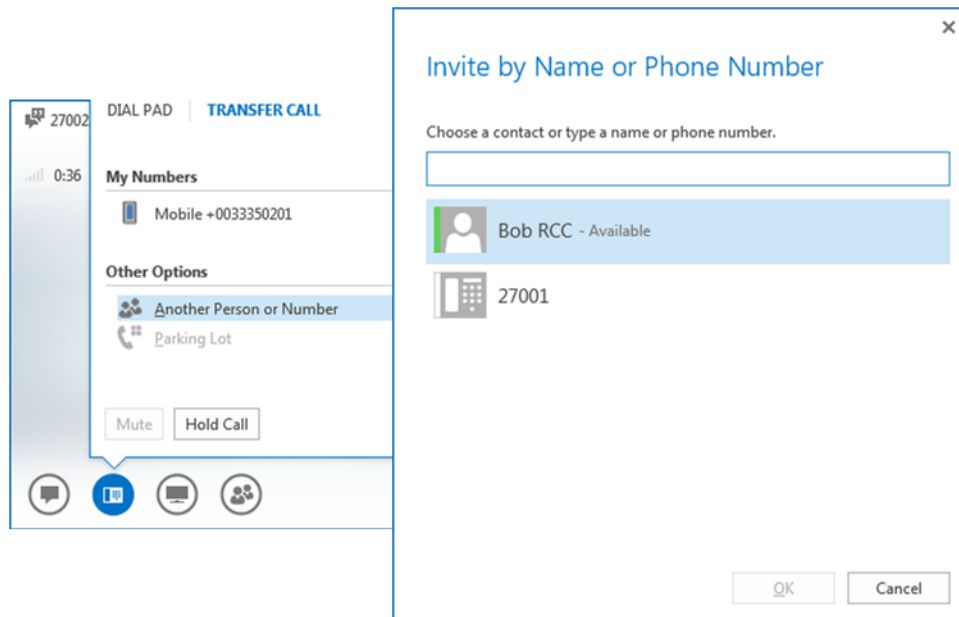 27002
0:36
DIAL PAD TRANSFER CALL
My Numbers
Mobile +0033350201
Other Options
Another Person or Number
Parking Lot
Mute Hold Call
Invite by Name or Phone Number
Choose a contact or type a name or phone number.
Bob RCC - Available
27001
OK Cancel